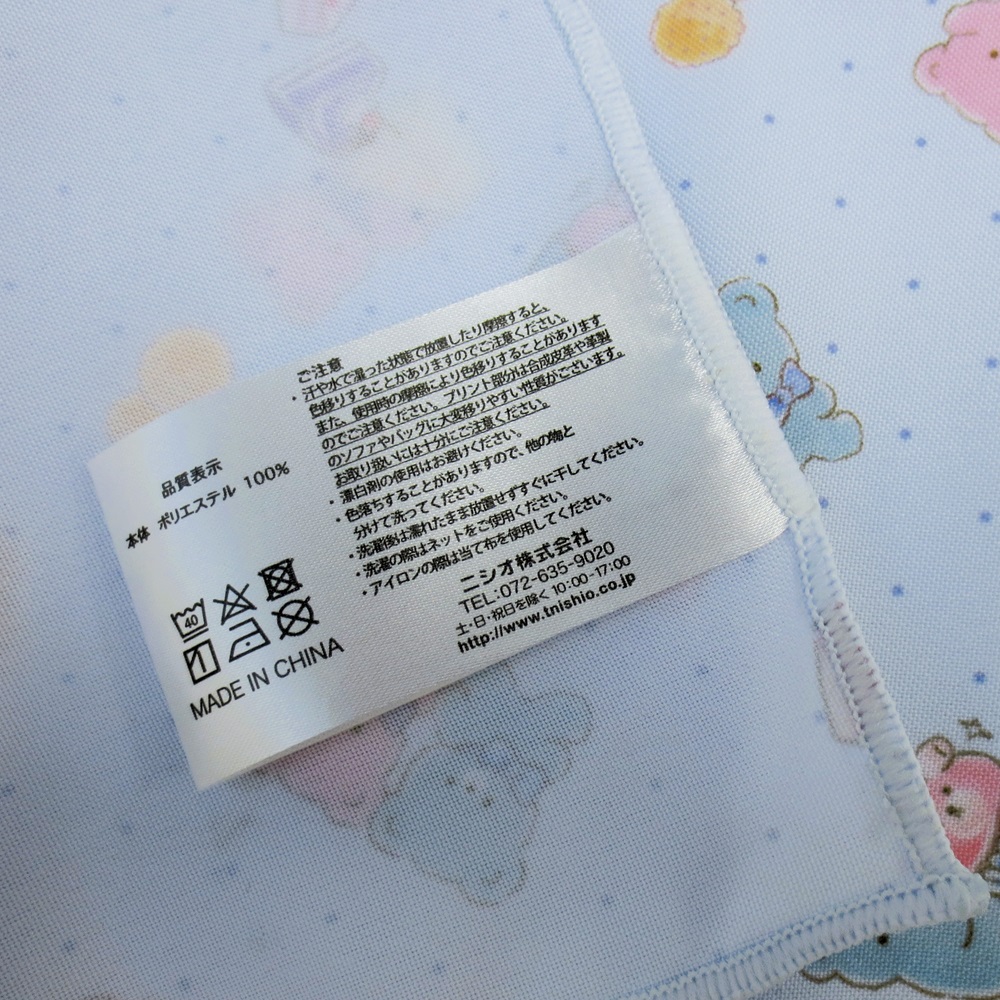 品質表示
本体 ポリエステル 100%
40
MADE IN CHINA
ご注意
・汗や水で湿った状態で放置したり摩擦すると、
色移りすることがありますのでご注意ください。
また、使用時の摩擦により色移りすることがあります
のでご注意ください。プリント部分は合成皮革や革製
のソファやバッグに大変移りやすい性質がございます。
お取り扱いには十分にご注意ください。
・漂白剤の使用はお避けください。
・色落ちすることがありますので、他の物と
分けて洗ってください。
・洗濯後は濡れたまま放置せずすぐに干してください。
・洗濯の際はネットをご使用ください。
・アイロンの際は当て布を使用してください。
ニシオ株式会社
TEL:072-635-9020
土・日・祝日を除く 10:00-17:00
http://www.tnishio.co.jp